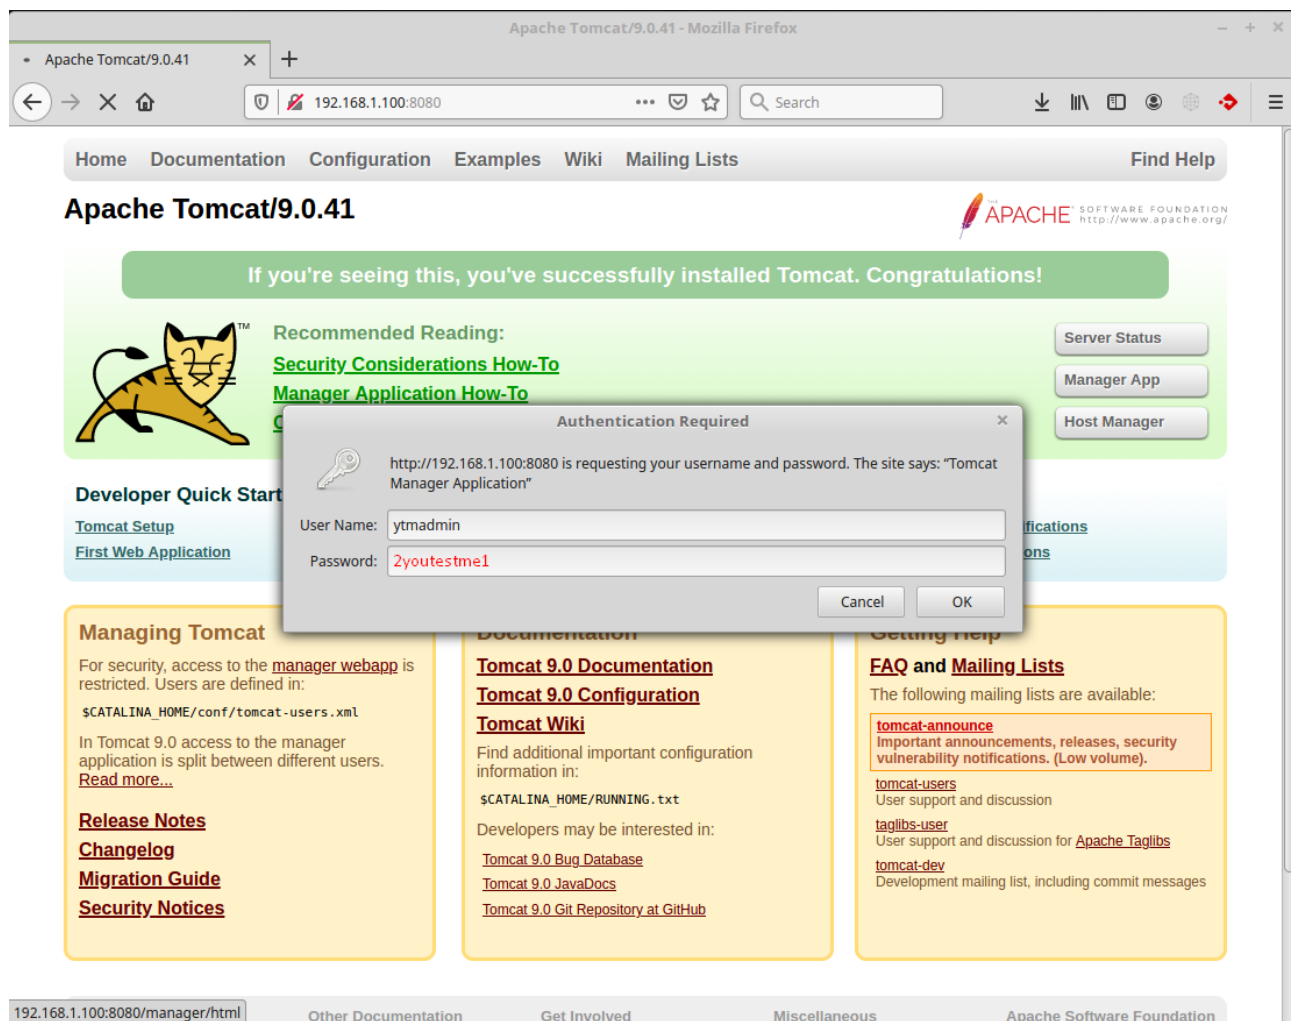 Apache Tomcat/9.0.41 - Mozilla Firefox
Apache Tomcat/9.0.41
192.168.1.100:8080
Search
Home Documentation Configuration Examples Wiki Mailing Lists Find Help
Apache Tomcat/9.0.41
THE APACHE SOFTWARE FOUNDATION
http://www.apache.org/
If you're seeing this, you've successfully installed Tomcat. Congratulations!
TM
Recommended Reading:
Security Considerations How-To
Manager Application How-To
C
Server Status
Manager App
Host Manager
Authentication Required
http://192.168.1.100:8080 is requesting your username and password. The site says: “Tomcat
Manager Application”
User Name: ytmadmin
Password: 2youtestme1
Cancel OK
Developer Quick Start
Tomcat Setup
First Web Application
ifications
ons
Managing Tomcat
For security, access to the manager webapp is
restricted. Users are defined in:
$CATALINA_HOME/conf/tomcat-users.xml
In Tomcat 9.0 access to the manager
application is split between different users.
Read more...
Release Notes
Changelog
Migration Guide
Security Notices
Documentation
Tomcat 9.0 Documentation
Tomcat 9.0 Configuration
Tomcat Wiki
Find additional important configuration
information in:
$CATALINA_HOME/RUNNING.txt
Developers may be interested in:
Tomcat 9.0 Bug Database
Tomcat 9.0 JavaDocs
Tomcat 9.0 Git Repository at GitHub
Getting Help
FAQ and Mailing Lists
The following mailing lists are available:
tomcat-announce
Important announcements, releases, security
vulnerability notifications. (Low volume).
tomcat-users
User support and discussion
taglibs-user
User support and discussion for Apache Taglibs
tomcat-dev
Development mailing list, including commit messages
192.168.1.100:8080/manager/html
Other Documentation Get Involved Miscellaneous Apache Software Foundation